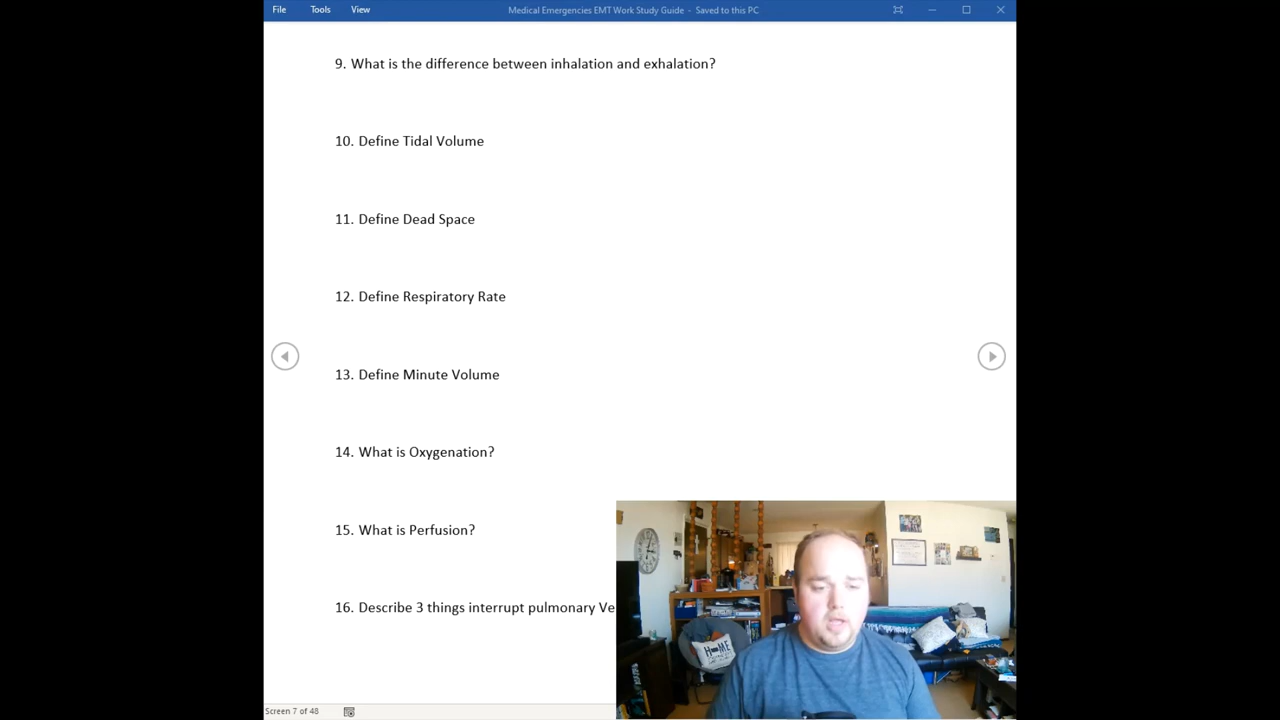 File Tools View Medical Emergencies EMT Work Study Guide - Saved to this PC
9. What is the difference between inhalation and exhalation?
10. Define Tidal Volume
11. Define Dead Space
12. Define Respiratory Rate
13. Define Minute Volume
14. What is Oxygenation?
15. What is Perfusion?
16. Describe 3 things interrupt pulmonary Ve
HOME
Screen 7 of 48